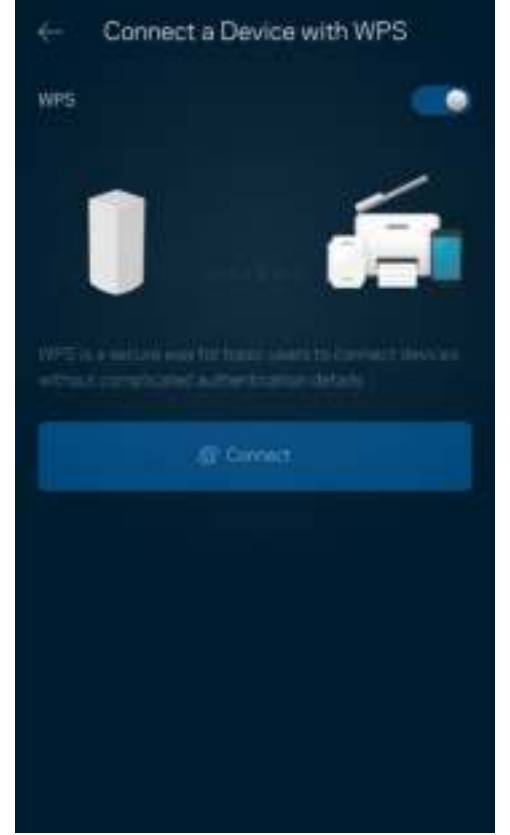 Connect a Device with WPS
WPS
WPS is a secure way for basic users to connect devices
without complicated authentication details.
Connect